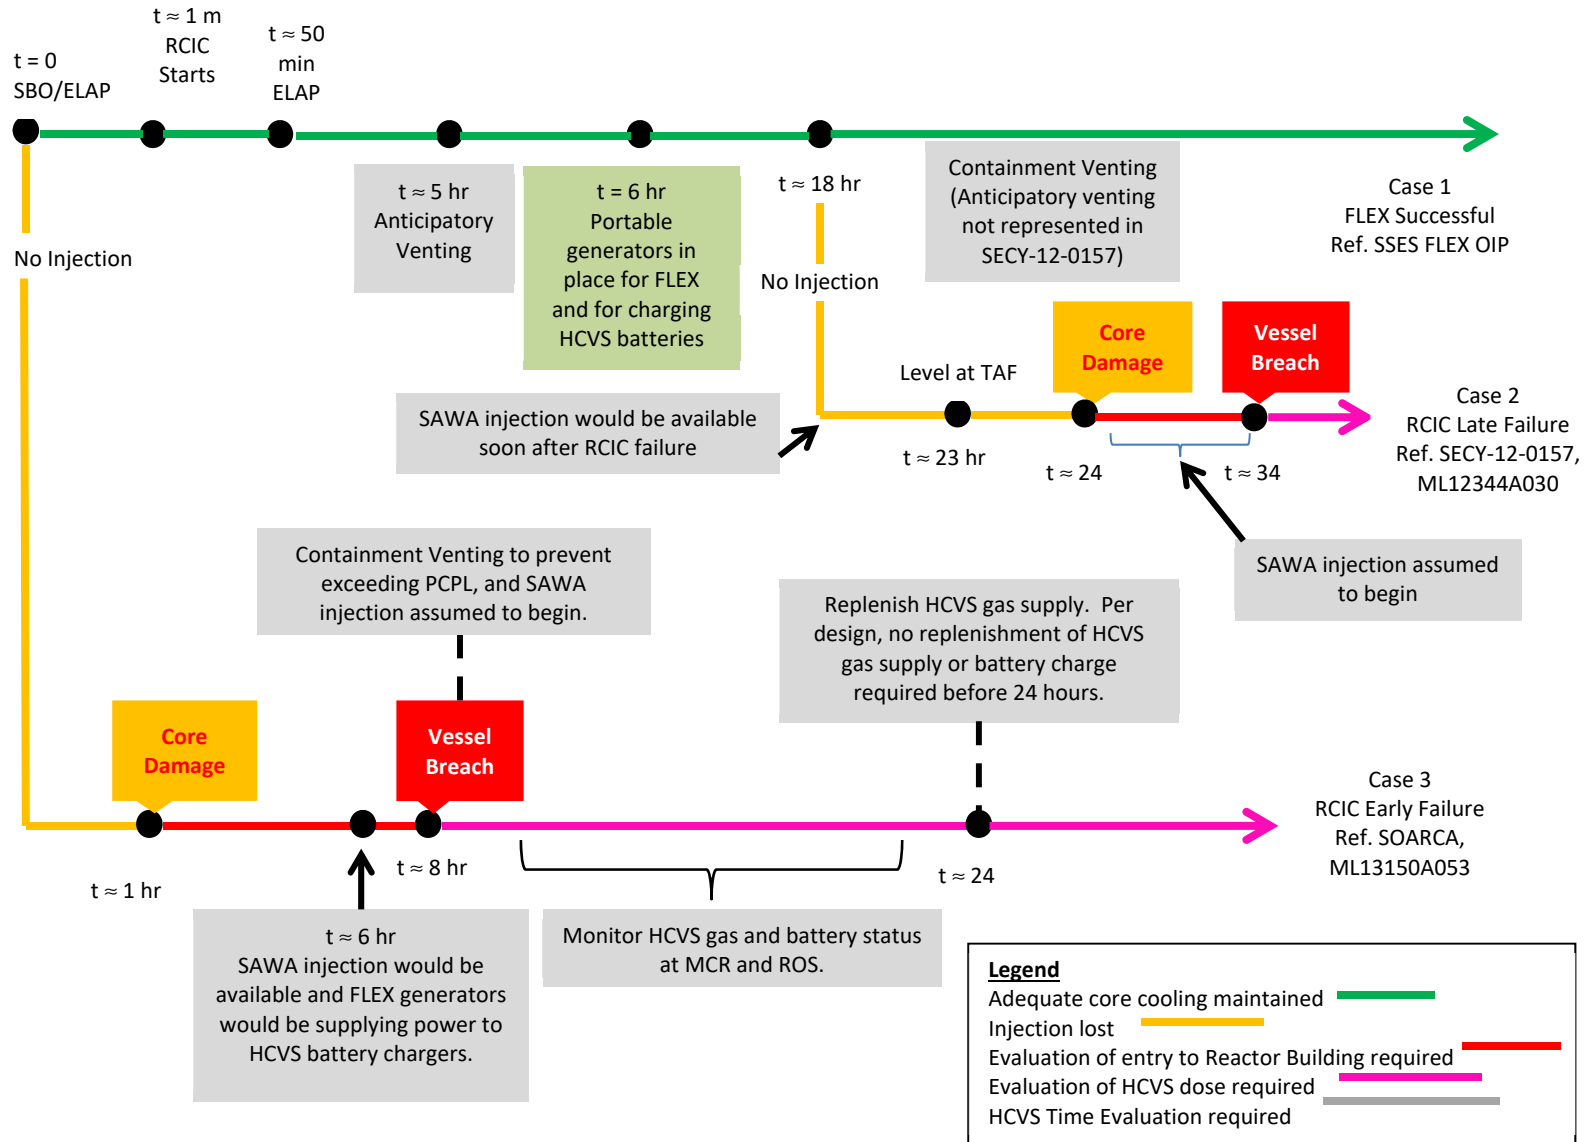 t = 0
SBO/ELAP
t ≈ 1 m
RCIC
Starts
t ≈ 50
min
ELAP
t ≈ 5 hr
Anticipatory
Venting
t = 6 hr
Portable
generators in
place for FLEX
and for charging
HCVS batteries
t ≈ 18 hr
Containment Venting
(Anticipatory venting
not represented in
SECY-12-0157)
Case 1
FLEX Successful
Ref. SSES FLEX OIP
No Injection
No Injection
SAWA injection would be available
soon after RCIC failure
Level at TAF
Core
Damage
Vessel
Breach
t ≈ 23 hr
t ≈ 24
t ≈ 34
Case 2
RCIC Late Failure
Ref. SECY-12-0157,
ML12344A030
SAWA injection assumed
to begin
Containment Venting to prevent
exceeding PCPL, and SAWA
injection assumed to begin.
Replenish HCVS gas supply.  Per
design, no replenishment of HCVS
gas supply or battery charge
required before 24 hours.
Core
Damage
Vessel
Breach
t ≈ 1 hr
t ≈ 8 hr
t ≈ 24
Case 3
RCIC Early Failure
Ref. SOARCA,
ML13150A053
t ≈ 6 hr
SAWA injection would be
available and FLEX generators
would be supplying power to
HCVS battery chargers.
Monitor HCVS gas and battery status
at MCR and ROS.
Legend
Adequate core cooling maintained
Injection lost
Evaluation of entry to Reactor Building required
Evaluation of HCVS dose required
HCVS Time Evaluation required